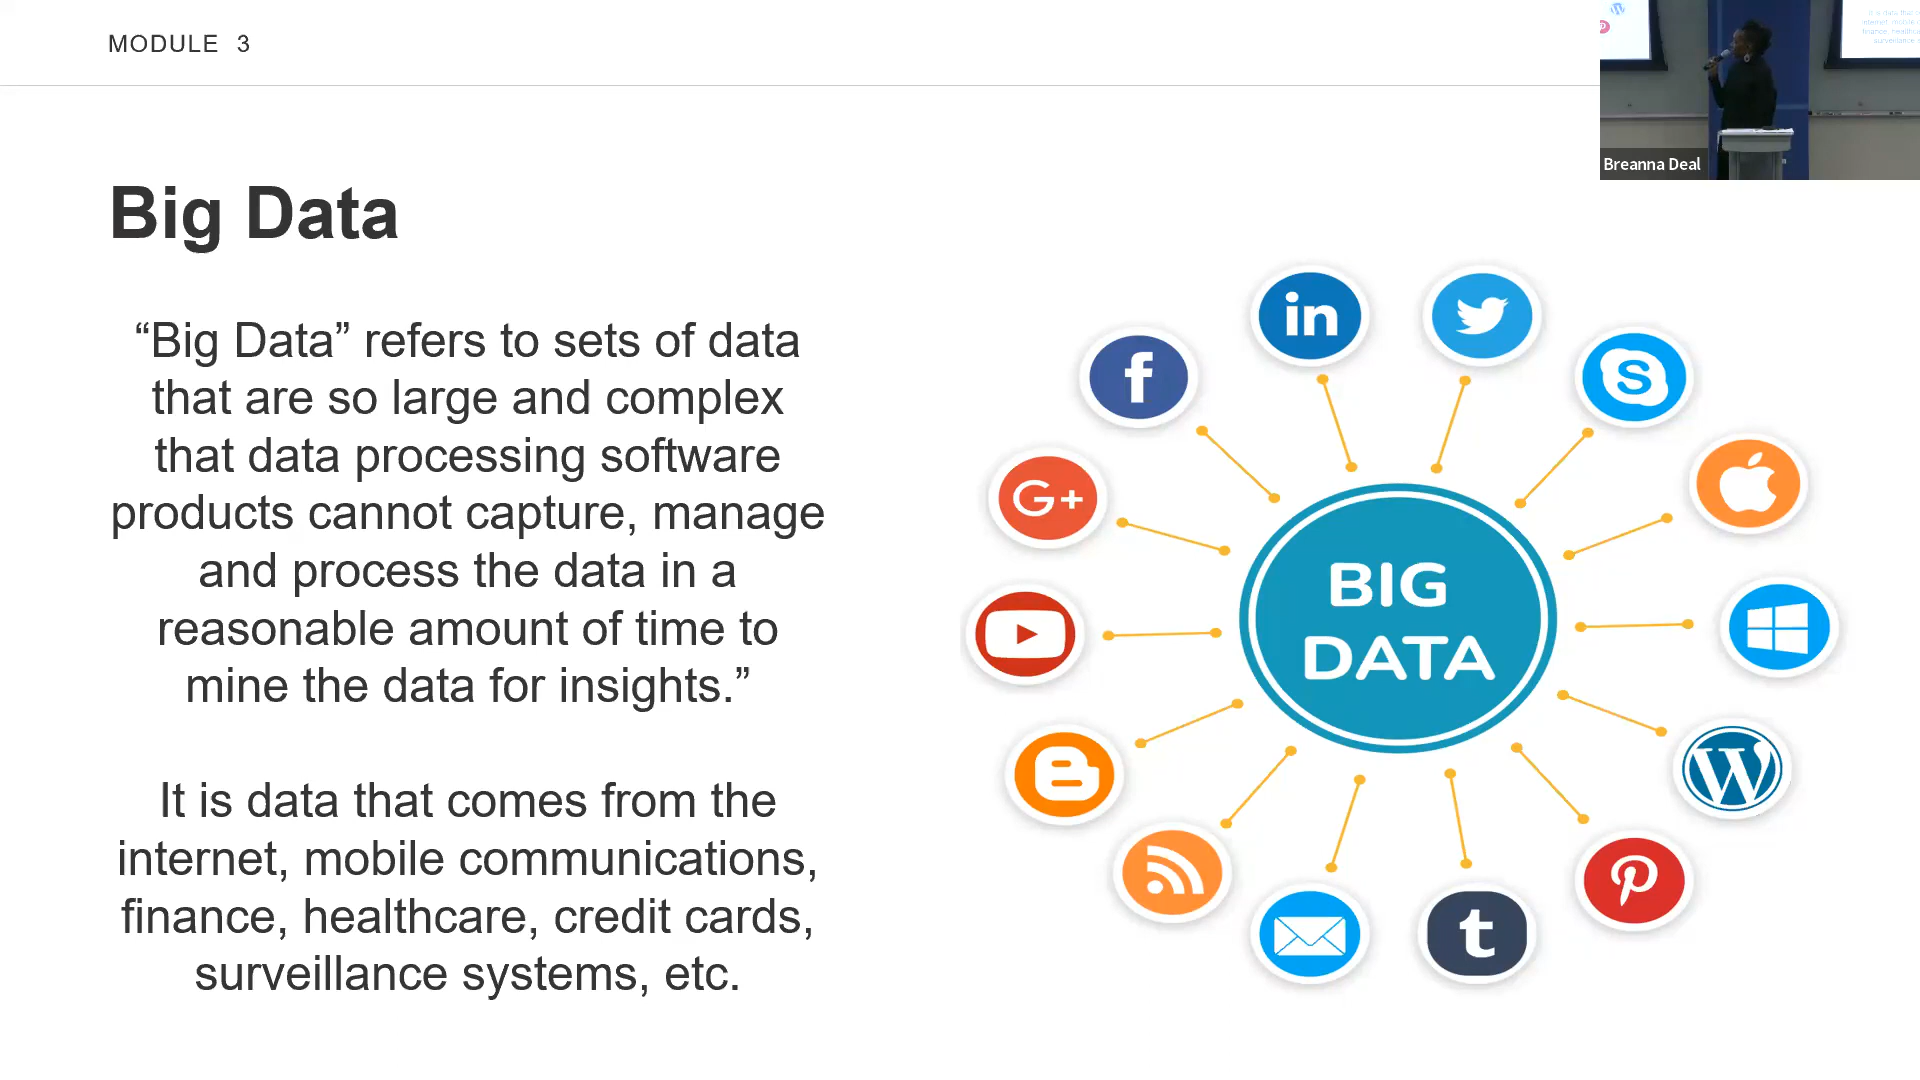 MODULE 3
Breanna Deal
Big Data
“Big Data” refers to sets of data
that are so large and complex
that data processing software
products cannot capture, manage
and process the data in a
reasonable amount of time to
mine the data for insights.”
It is data that comes from the
internet, mobile communications,
finance, healthcare, credit cards,
surveillance systems, etc.
in
f
S
G+
BIG
DATA
W
t